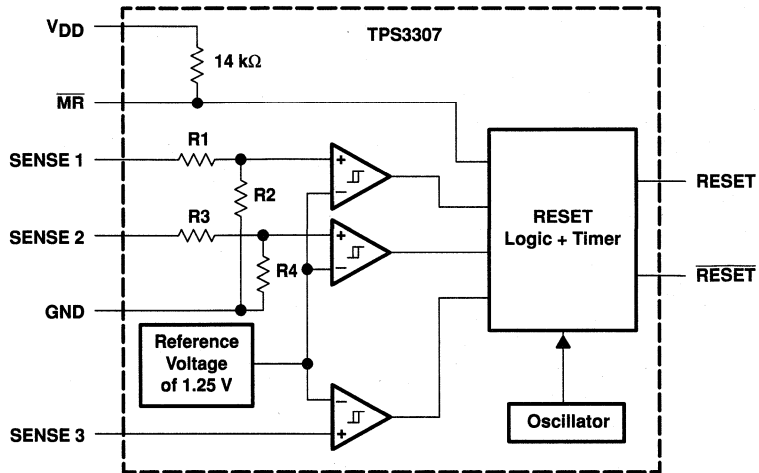 TPS3307
VDD
14 kΩ
MR
R1
SENSE 1
+
−
R2
RESET
RESET
Logic + Timer
R3
SENSE 2
+
−
R4
RESET
GND
Reference
Voltage
of 1.25 V
−
+
Oscillator
SENSE 3